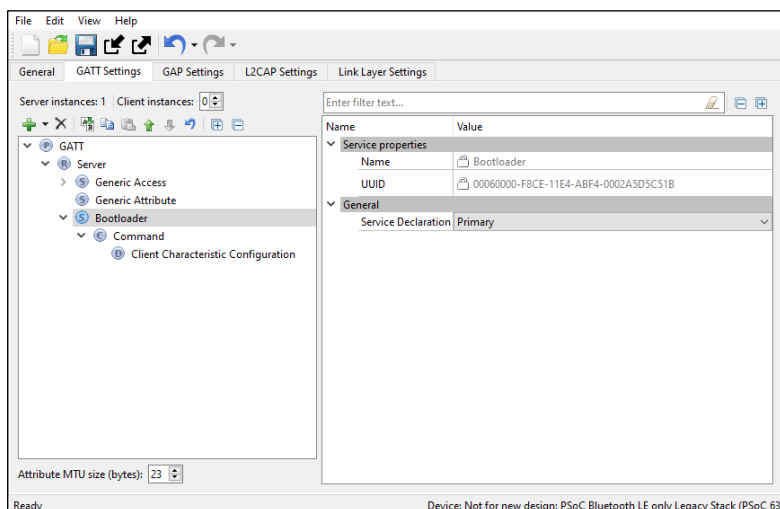 File Edit View Help
General GATT Settings GAP Settings L2CAP Settings Link Layer Settings
Server instances: 1 Client instances: 0
Enter filter text...
Name Value
P GATT
Service properties
R Server
Name Bootloader
S Generic Access
UUID 00060000-F8CE-11E4-ABF4-0002A5D5C51B
S Generic Attribute
General
S Bootloader
Service Declaration Primary
C Command
D Client Characteristic Configuration
Attribute MTU size (bytes): 23
Ready Device: Not for new design: PSoC Bluetooth LE only Legacy Stack (PSoC 63